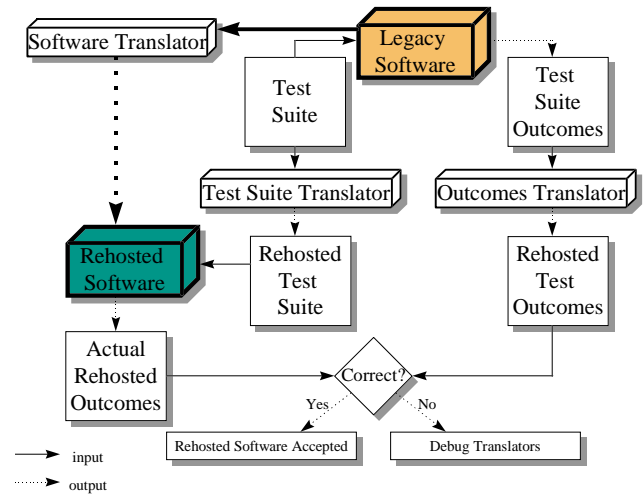 Software Translator
Legacy
Software
Test
Suite
Test
Suite
Outcomes
Test Suite Translator
Outcomes Translator
Rehosted
Software
Rehosted
Test
Suite
Rehosted
Test
Outcomes
Actual
Rehosted
Outcomes
Correct?
Yes
No
Rehosted Software Accepted
Debug Translators
input
output